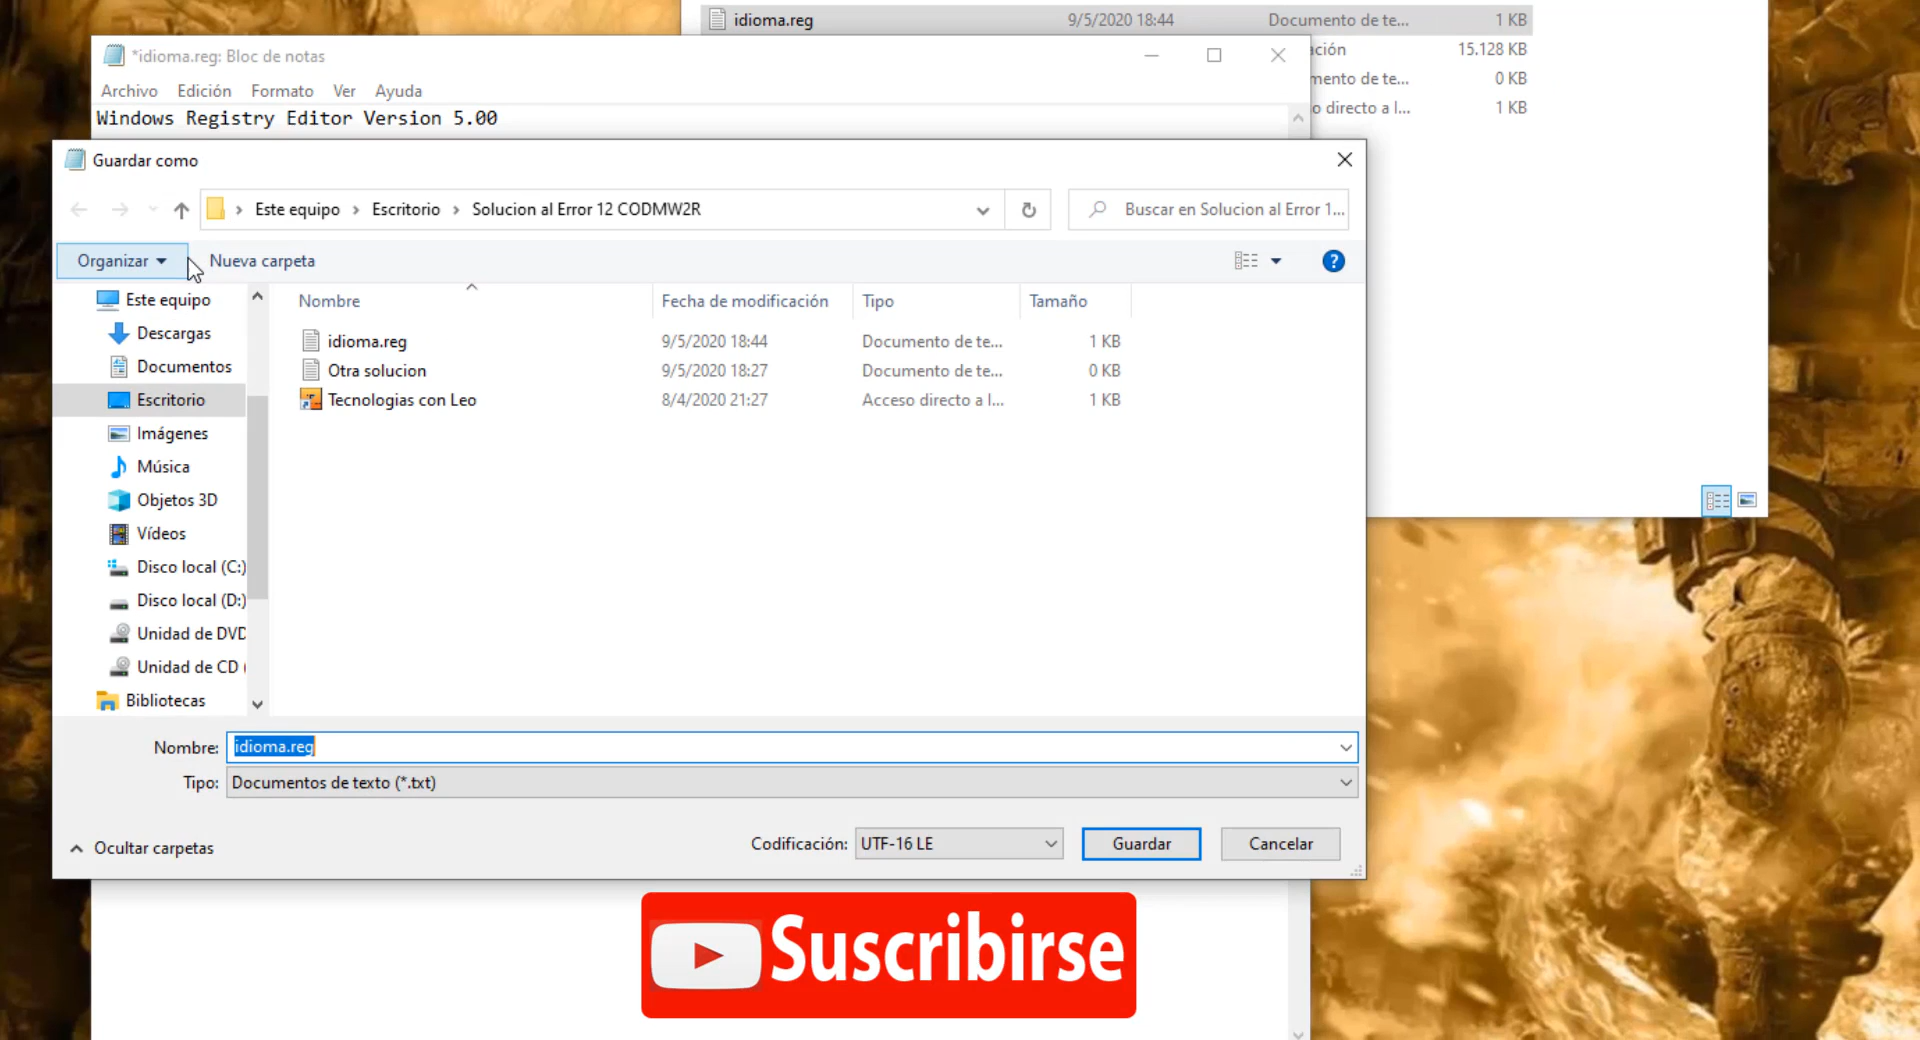 idioma.reg 9/5/2020 18:44 Documento de te... 1 KB
ación 15.128 KB
mento de te... 0 KB
o directo a l... 1 KB
*idioma.reg: Bloc de notas
Archivo Edición Formato Ver Ayuda
Windows Registry Editor Version 5.00
Guardar como
Este equipo › Escritorio › Solucion al Error 12 CODMW2R
Buscar en Solucion al Error 1...
Organizar Nueva carpeta
Nombre Fecha de modificación Tipo Tamaño
idioma.reg 9/5/2020 18:44 Documento de te... 1 KB
Otra solucion 9/5/2020 18:27 Documento de te... 0 KB
Tecnologias con Leo 8/4/2020 21:27 Acceso directo a l... 1 KB
Este equipo
Descargas
Documentos
Escritorio
Imágenes
Música
Objetos 3D
Vídeos
Disco local (C:)
Disco local (D:)
Unidad de DVD
Unidad de CD (
Bibliotecas
Nombre: idioma.reg
Tipo: Documentos de texto (*.txt)
Ocultar carpetas
Codificación: UTF-16 LE Guardar Cancelar
Suscribirse